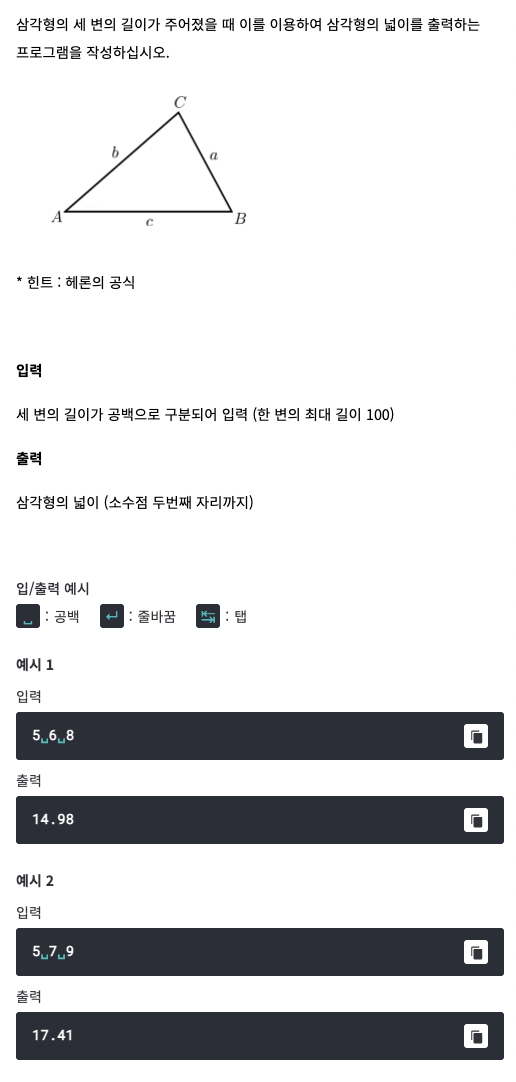 삼각형의 세 변의 길이가 주어졌을 때 이를 이용하여 삼각형의 넓이를 출력하는
프로그램을 작성하십시오.
C
b
a
A
c
B
* 힌트 : 헤론의 공식
입력
세 변의 길이가 공백으로 구분되어 입력 (한 변의 최대 길이 100)
출력
삼각형의 넓이 (소수점 두번째 자리까지)
입/출력 예시
␣ : 공백 ↵ : 줄바꿈 ↹ : 탭
예시 1
입력
5␣6␣8
출력
14.98
예시 2
입력
5␣7␣9
출력
17.41